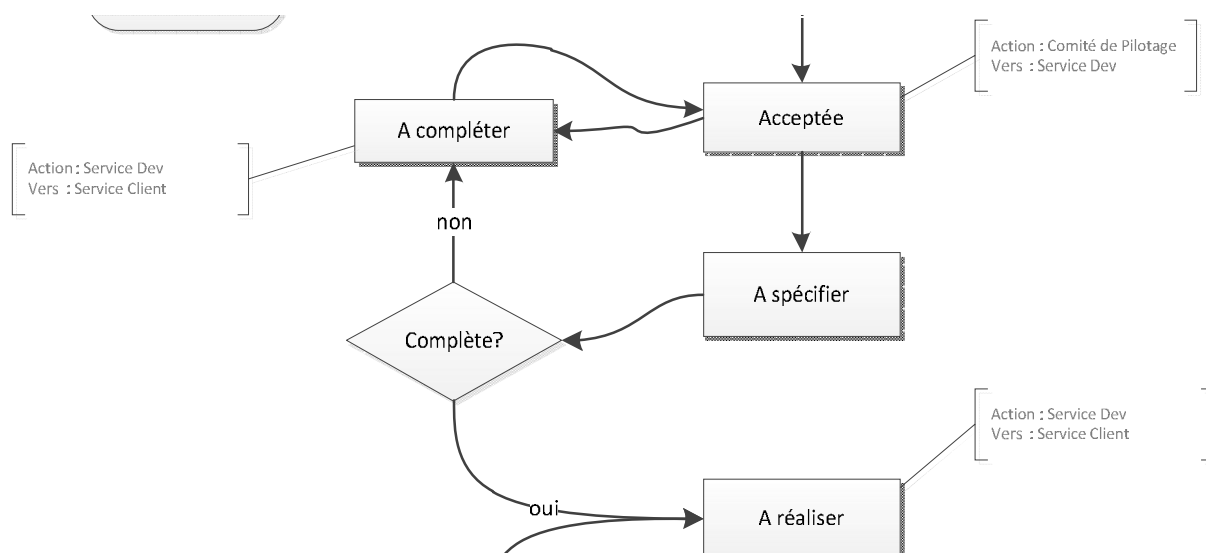 Action : Comité de Pilotage
Vers : Service Dev
Acceptée
A compléter
Action : Service Dev
Vers : Service Client
non
A spécifier
Complète?
Action : Service Dev
Vers : Service Client
oui
A réaliser